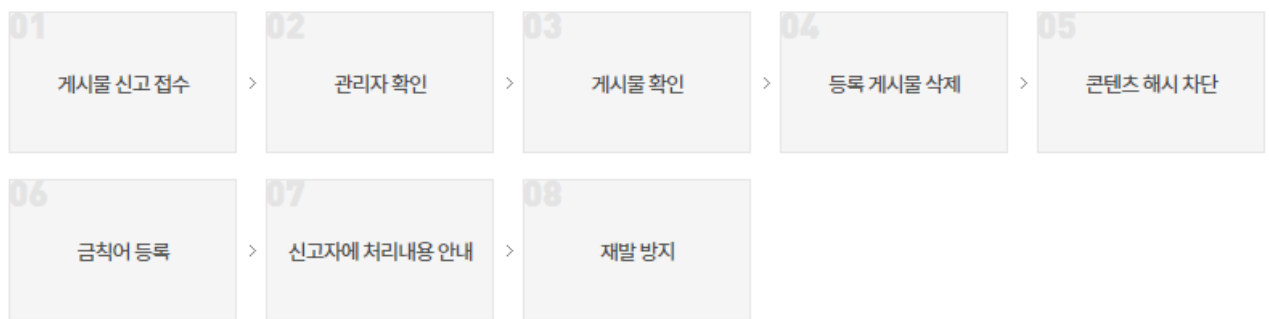 01
게시물 신고 접수
>
02
관리자 확인
>
03
게시물 확인
>
04
등록 게시물 삭제
>
05
콘텐츠 해시 차단
06
금칙어 등록
>
07
신고자에 처리내용 안내
>
08
재발 방지